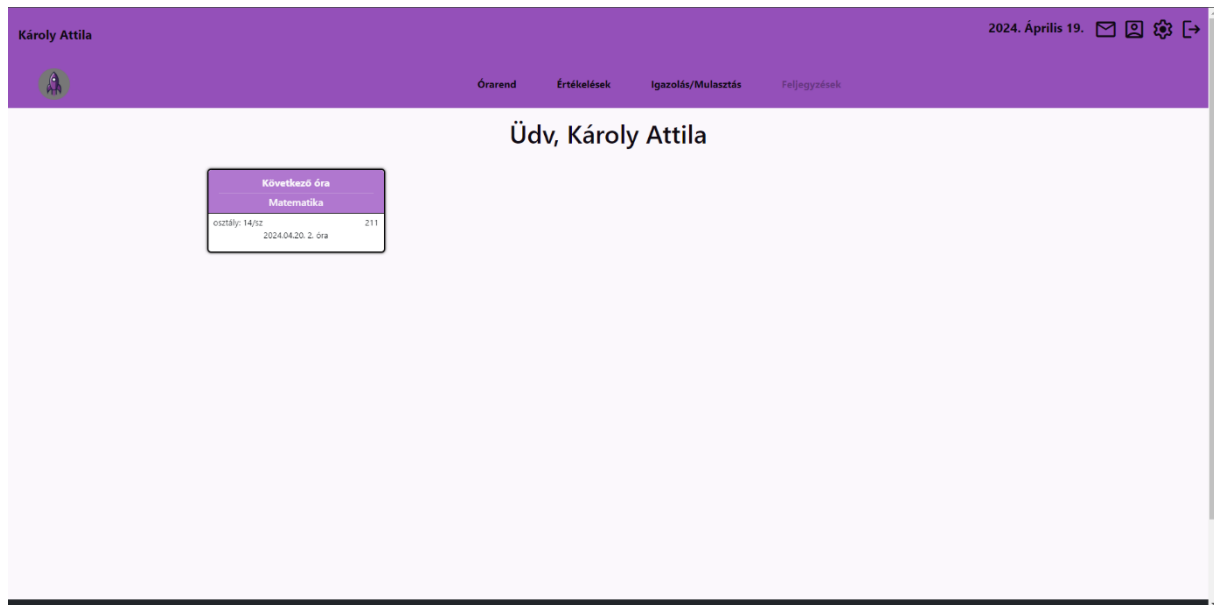 Károly Attila
2024. Április 19.
Órarend Értékelések Igazolás/Mulasztás Feljegyzések
Üdv, Károly Attila
Következő óra
Matematika
osztály: 14/sz 211
2024.04.20. 2. óra